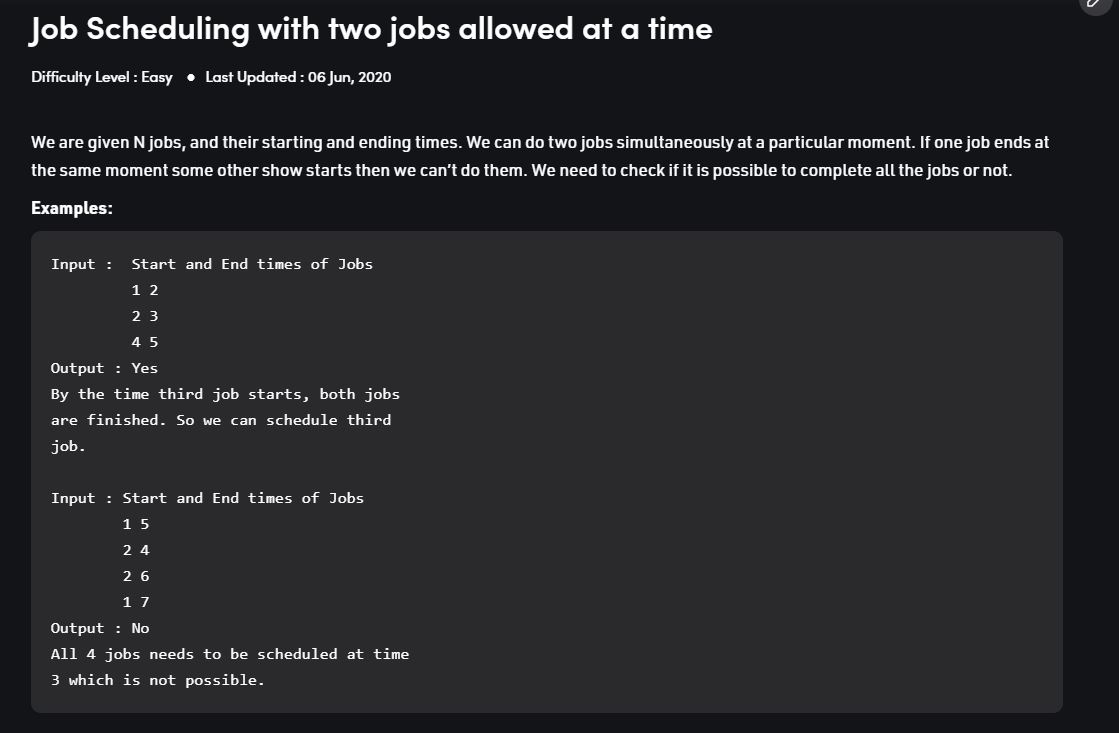 Job Scheduling with two jobs allowed at a time
Difficulty Level : Easy ● Last Updated : 06 Jun, 2020
We are given N jobs, and their starting and ending times. We can do two jobs simultaneously at a particular moment. If one job ends at
the same moment some other show starts then we can't do them. We need to check if it is possible to complete all the jobs or not.
Examples:
Input :  Start and End times of Jobs
1 2
2 3
4 5
Output : Yes
By the time third job starts, both jobs
are finished. So we can schedule third
job.
Input : Start and End times of Jobs
1 5
2 4
2 6
1 7
Output : No
All 4 jobs needs to be scheduled at time
3 which is not possible.